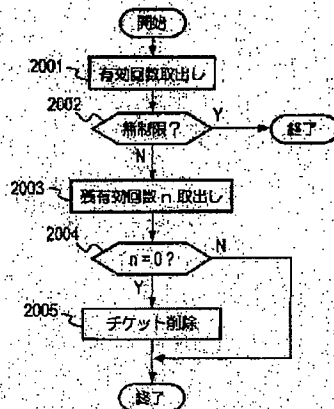 開始
2001
有効回数取出し
2002
無制限?
Y
終了
N
2003
残有効回数 n 取出し
2004
n=0?
N
Y
2005
チケット削除
終了